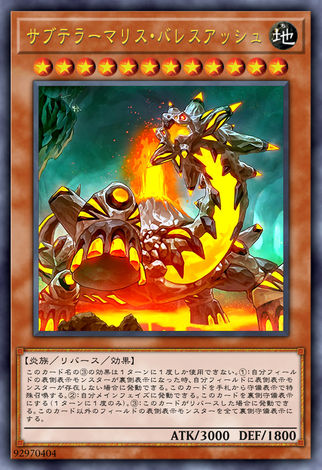 サブテラーマリス・バレスアッシュ
地
【炎族/リバース/効果】
このカード名の③の効果は1ターンに1度しか使用できない。①:自分フィールド
の表側表示モンスターが裏側表示になった時、自分フィールドに表側表示モ
ンスターが存在しない場合に発動できる。このカードを手札から守備表示で特
殊召喚する。②:自分メインフェイズに発動できる。このカードを裏側守備表示
にする(1ターンに1度のみ)。③:このカードがリバースした場合に発動でき
る。このカード以外のフィールドの表側表示モンスターを全て裏側守備表示に
する。
ATK/3000 DEF/1800
92970404